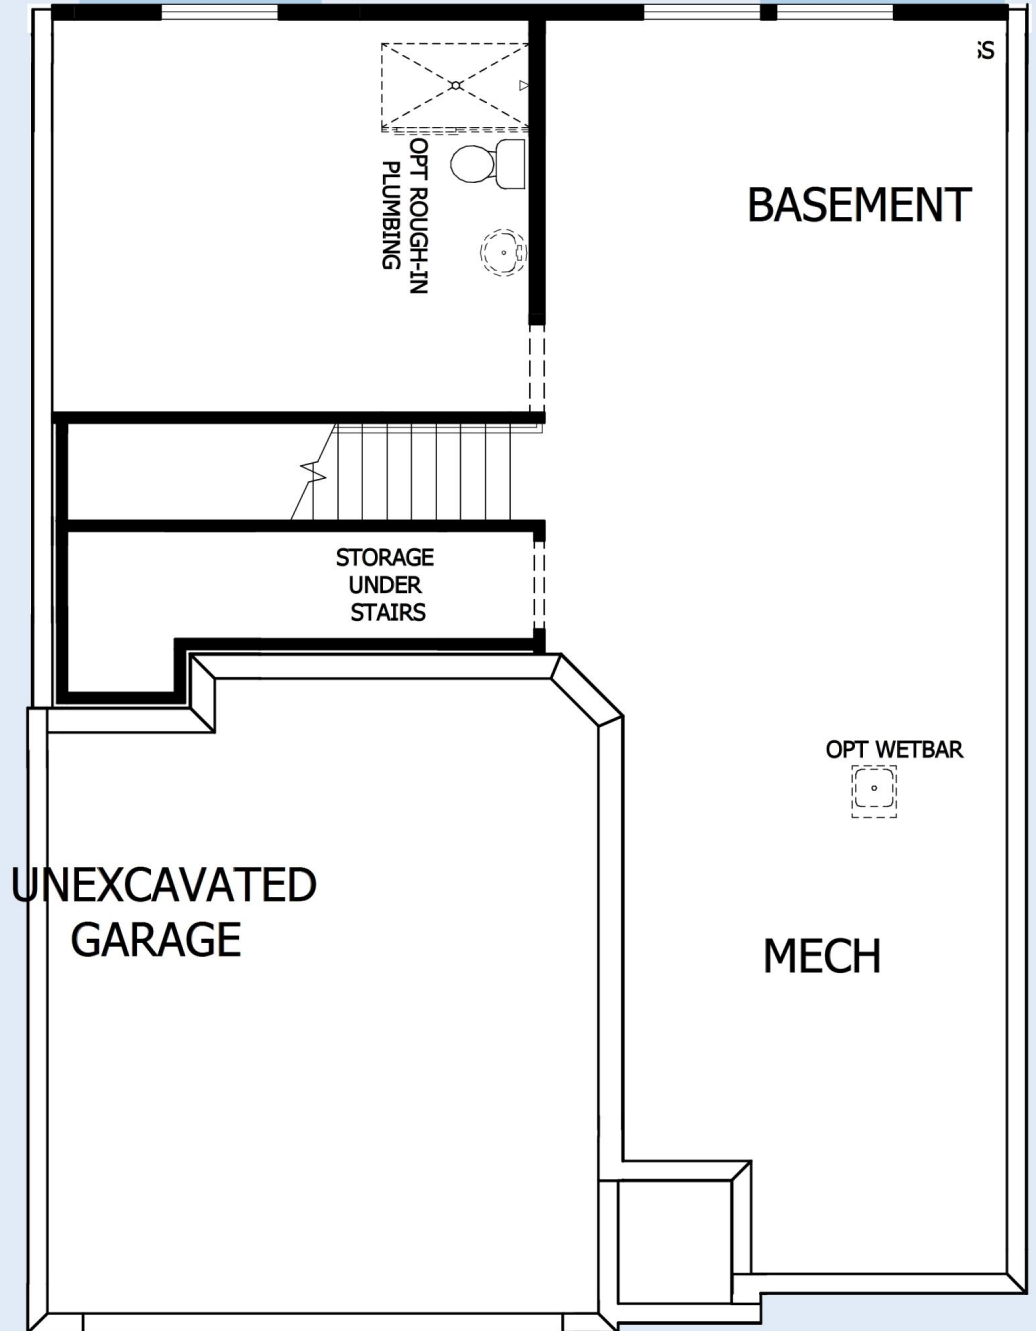 BASEMENT
OPT ROUGH-IN
PLUMBING
STORAGE
UNDER
STAIRS
OPT WETBAR
UNEXCAVATED
GARAGE
MECH